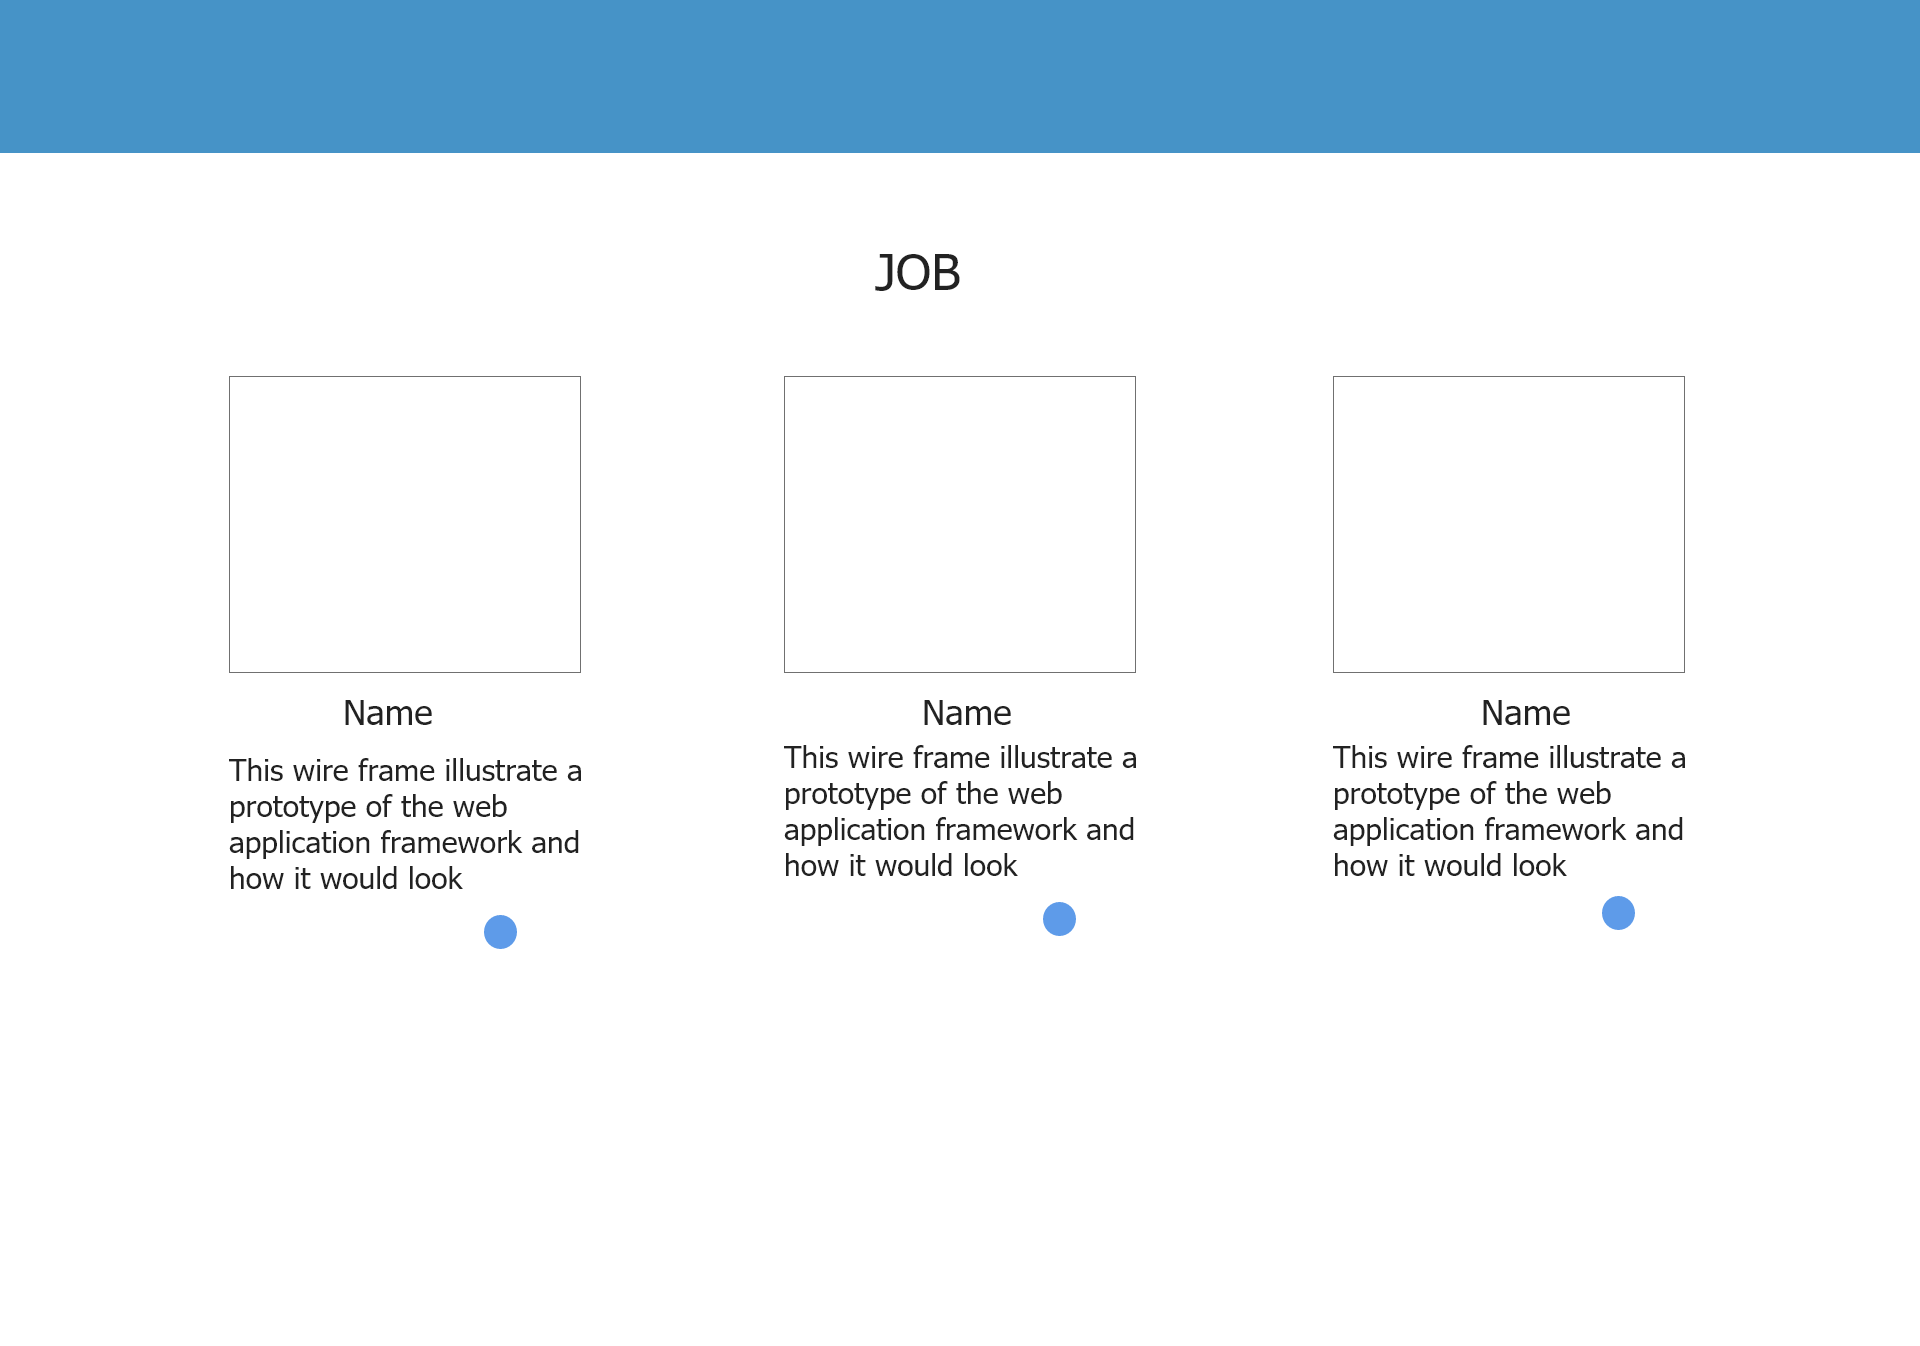 JOB
Name
This wire frame illustrate a
prototype of the web
application framework and
how it would look
Name
This wire frame illustrate a
prototype of the web
application framework and
how it would look
Name
This wire frame illustrate a
prototype of the web
application framework and
how it would look